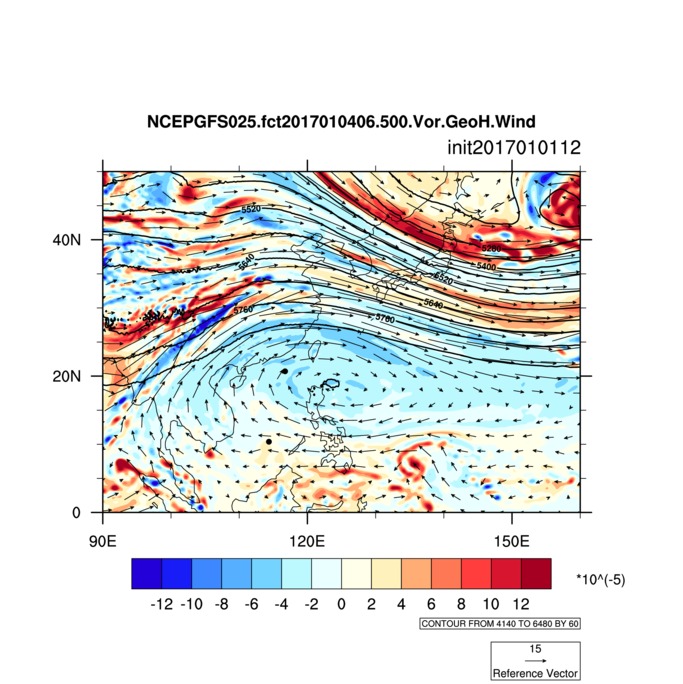 NCEPGFS025.fct2017010406.500.Vor.GeoH.Wind
init2017010112
5520
40N
5280
5400
5640
5520
5640
5760
5760
20N
0
90E 120E 150E
-12 -10 -8 -6 -4 -2 0 2 4 6 8 10 12
*10^(-5)
CONTOUR FROM 4140 TO 6480 BY 60
15
Reference Vector